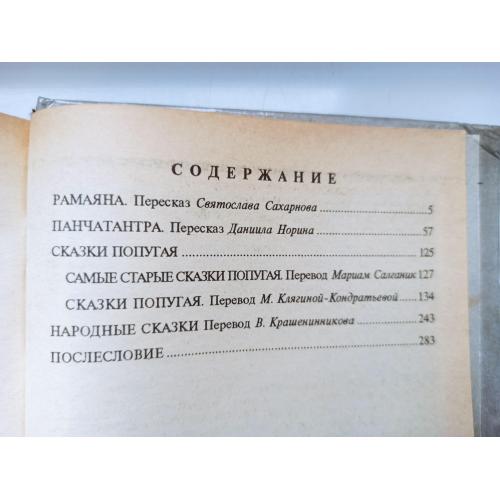 СОДЕРЖАНИЕ
РАМАЯНА. Пересказ Святослава Сахарнова 5
ПАНЧАТАНТРА. Пересказ Даниила Норина 57
СКАЗКИ ПОПУГАЯ 125
САМЫЕ СТАРЫЕ СКАЗКИ ПОПУГАЯ. Перевод Мариам Салганик 127
СКАЗКИ ПОПУГАЯ. Перевод М. Клягиной-Кондратьевой 134
НАРОДНЫЕ СКАЗКИ Перевод В. Крашенинникова 243
ПОСЛЕСЛОВИЕ 283